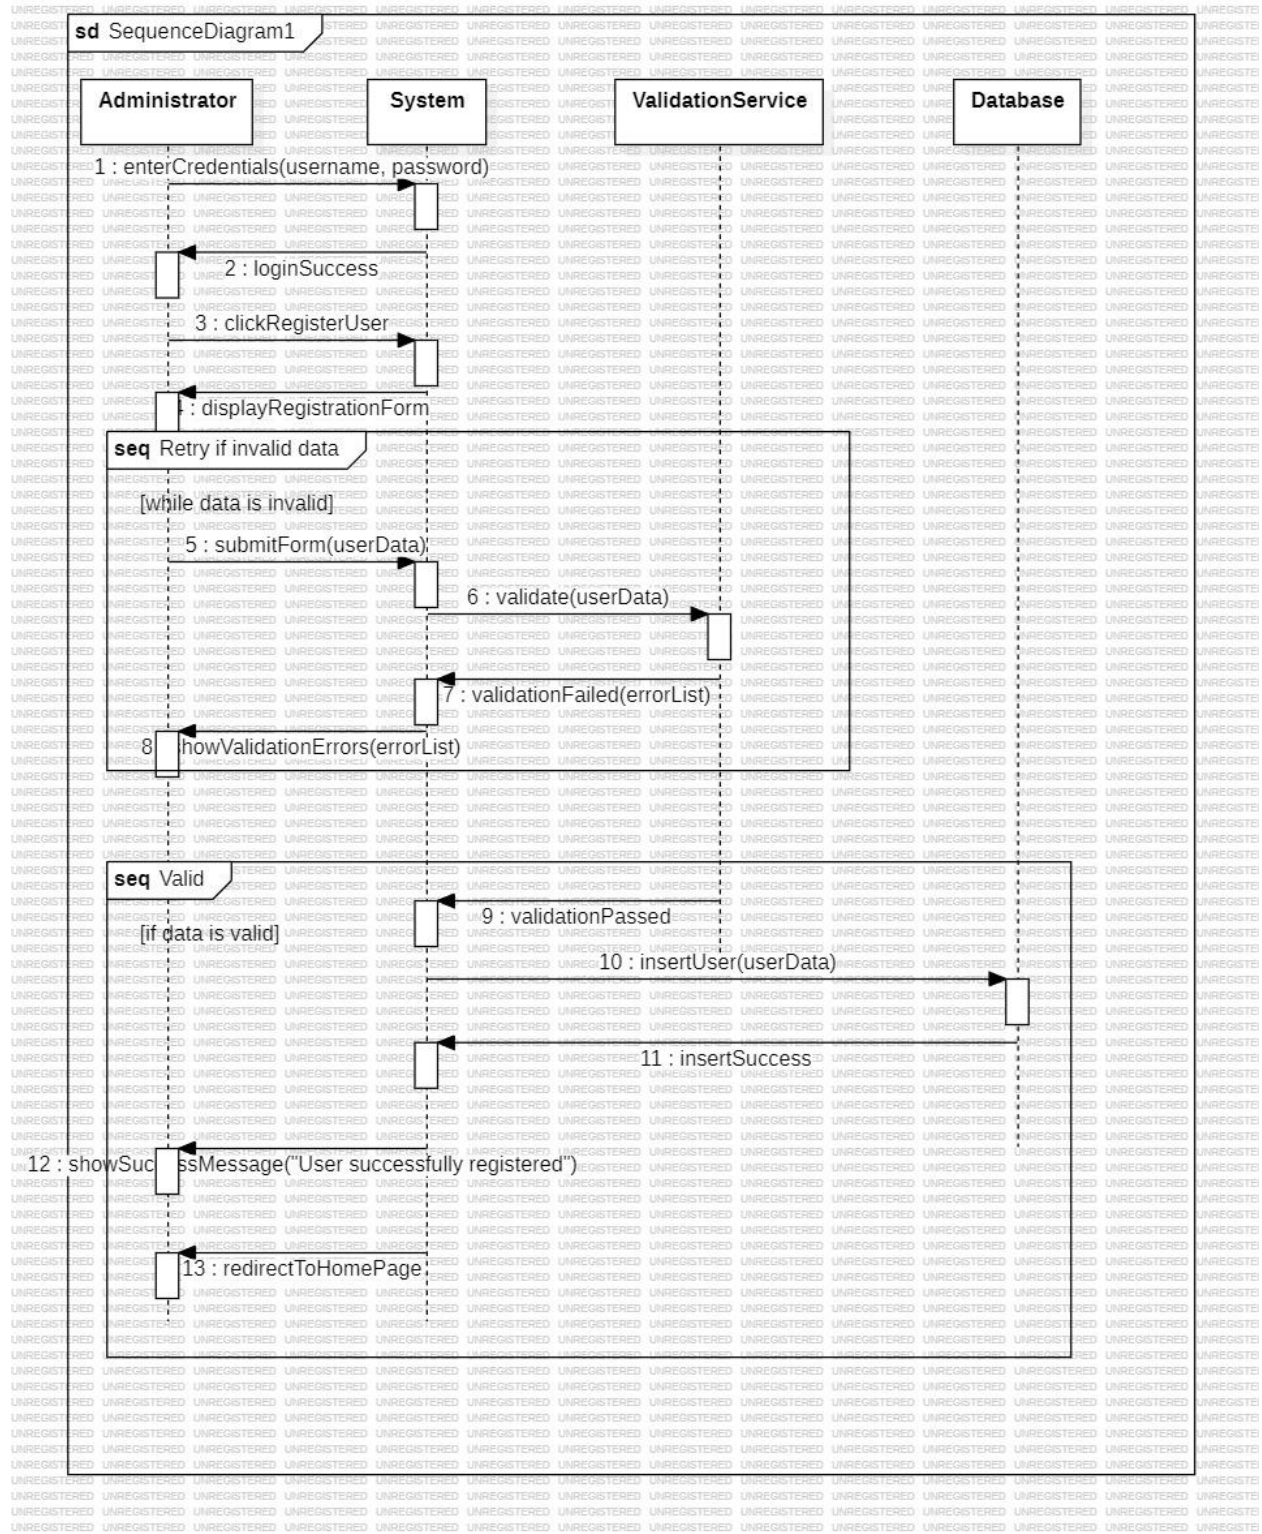 sd SequenceDiagram1
Administrator
System
ValidationService
Database
1 : enterCredentials(username, password)
2 : loginSuccess
3 : clickRegisterUser
: displayRegistrationForm
seq Retry if invalid data
[while data is invalid]
5 : submitForm(userData)
6 : validate(userData)
7 : validationFailed(errorList)
8 howValidationErrors(errorList)
seq Valid
9 : validationPassed
[if data is valid]
10 : insertUser(userData)
11 : insertSuccess
12 : showSuccessMessage("User successfully registered")
13 : redirectToHomePage
UNREGISTERED